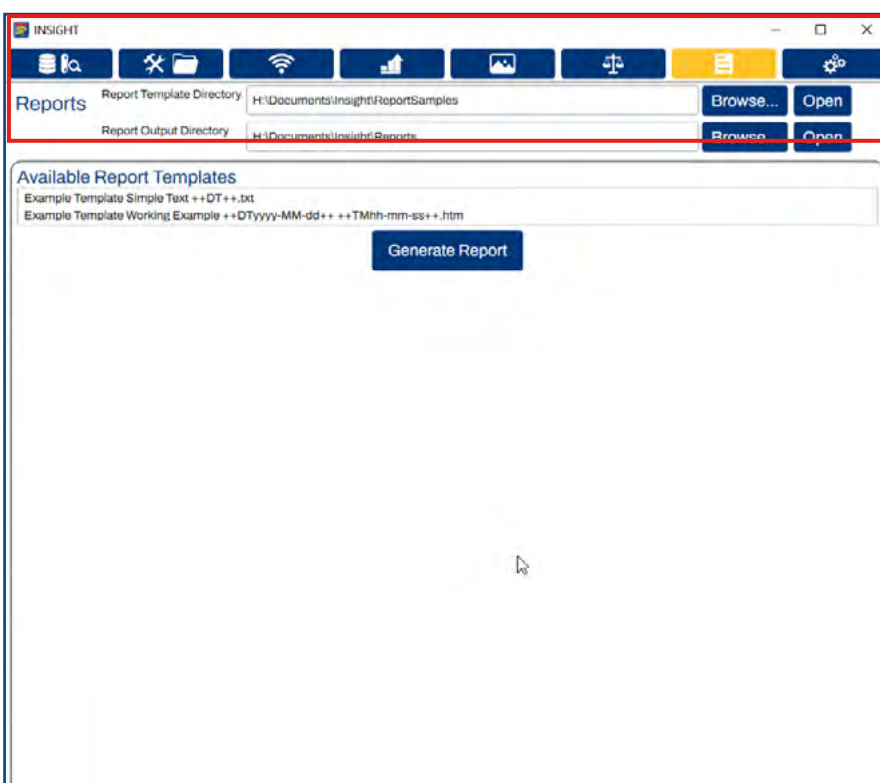 INSIGHT
Reports
Report Template Directory
H:\Documents\Insight\ReportSamples
Browse...
Open
Report Output Directory
H:\Documents\Insight\Reports
Browse...
Open
Available Report Templates
Example Template Simple Text ++DT++.txt
Example Template Working Example ++DTyyyy-MM-dd++ ++TMhh-mm-ss++.htm
Generate Report